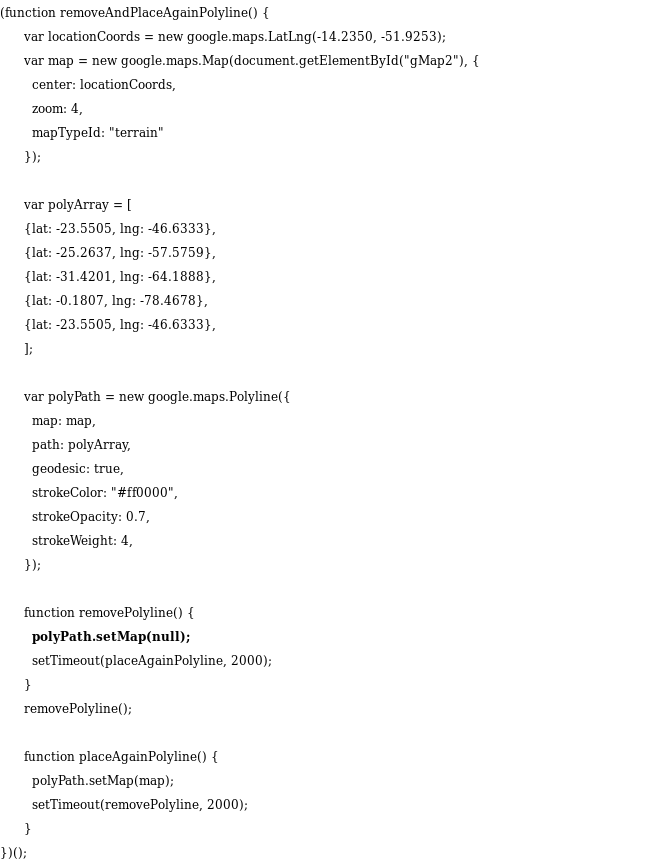 (function removeAndPlaceAgainPolyline() {
var locationCoords = new google.maps.LatLng(-14.2350, -51.9253);
var map = new google.maps.Map(document.getElementById("gMap2"), {
center: locationCoords,
zoom: 4,
mapTypeId: "terrain"
});
var polyArray = [
{lat: -23.5505, lng: -46.6333},
{lat: -25.2637, lng: -57.5759},
{lat: -31.4201, lng: -64.1888},
{lat: -0.1807, lng: -78.4678},
{lat: -23.5505, lng: -46.6333},
];
var polyPath = new google.maps.Polyline({
map: map,
path: polyArray,
geodesic: true,
strokeColor: "#ff0000",
strokeOpacity: 0.7,
strokeWeight: 4,
});
function removePolyline() {
polyPath.setMap(null);
setTimeout(placeAgainPolyline, 2000);
}
removePolyline();
function placeAgainPolyline() {
polyPath.setMap(map);
setTimeout(removePolyline, 2000);
}
})();